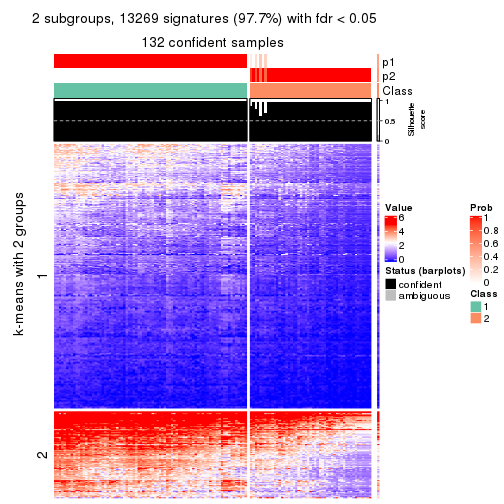 2 subgroups, 13269 signatures (97.7%) with fdr < 0.05
132 confident samples
p1
p2
Class
1
0.5
0
Silhouette
score
k-means with 2 groups
1
2
Value
6
4
2
0
Status (barplots)
confident
ambiguous
Prob
1
0.8
0.6
0.4
0.2
0
Class
1
2